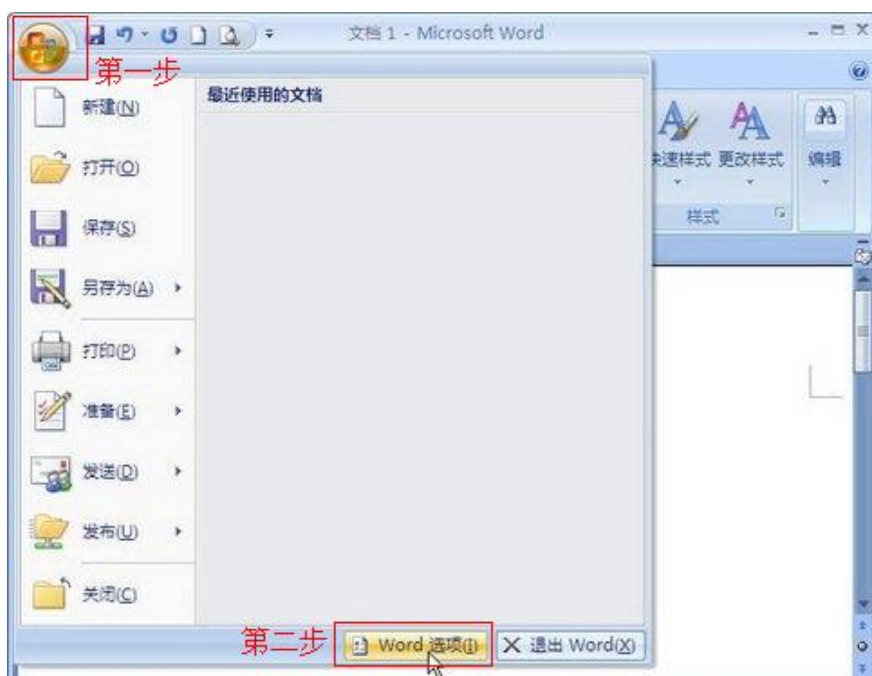 文档 1 - Microsoft Word
第一步
新建(N)
最近使用的文档
打开(O)
保存(S)
另存为(A)
打印(P)
准备(E)
发送(D)
发布(U)
关闭(C)
快速样式
更改样式
编辑
样式
第二步
Word 选项(I)
退出 Word(X)